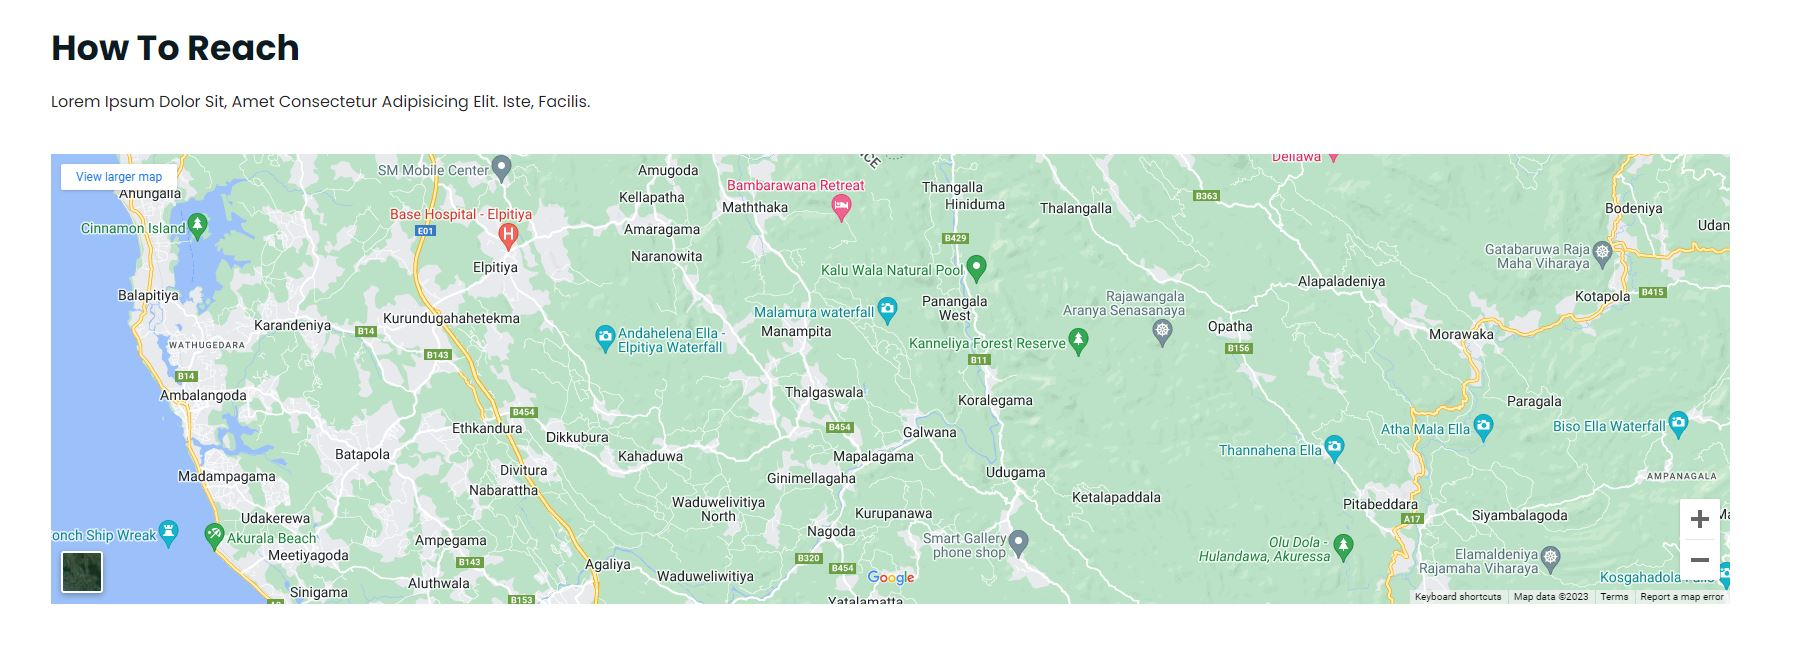 How To Reach
Lorem Ipsum Dolor Sit, Amet Consectetur Adipisicing Elit. Iste, Facilis.
View larger map
Ahungalla
SM Mobile Center
Amugoda
Dellawa
Bambarawana Retreat
Thangalla
Kellapatha
Maththaka
Hiniduma
Thalangalla
B363
Bodeniya
Base Hospital - Elpitiya
Cinnamon Island
E01
Amaragama
Udan
B429
Naranowita
Gatabaruwa Raja
Maha Viharaya
Elpitiya
Kalu Wala Natural Pool
Alapaladeniya
Balapitiya
Panangala
West
Rajawangala
Aranya Senasanaya
Kotapola
B415
Malamura waterfall
Karandeniya
B14
Kurundugahahetekma
Andahelena Ella -
Elpitiya Waterfall
Manampita
Opatha
Morawaka
WATHUGEDARA
B143
Kanneliya Forest Reserve
B156
B11
B14
Ambalangoda
Thalgaswala
Koralegama
Paragala
B454
Ethkandura
Dikkubura
B454
Galwana
Atha Mala Ella
Biso Ella Waterfall
Batapola
Kahaduwa
Mapalagama
Thannahena Ella
Madampagama
Divitura
Ginimellagaha
Udugama
AMPANAGALA
Nabarattha
Waduwelivitiya
North
Ketalapaddala
Pitabeddara
A17
Udakerewa
Kurupanawa
Siyambalagoda
onch Ship Wreak
Akurala Beach
Nagoda
Smart Gallery
phone shop
Olu Dola -
Hulandawa, Akuressa
Meetiyagoda
Ampegama
B143
Agaliya
B320
B454
Elamaldeniya
Rajamaha Viharaya
Aluthwala
Waduweliwitiya
Google
Kosgahadola Falls
Sinigama
B153
Yatalamatta
Keyboard shortcuts
Map data ©2023
Terms
Report a map error